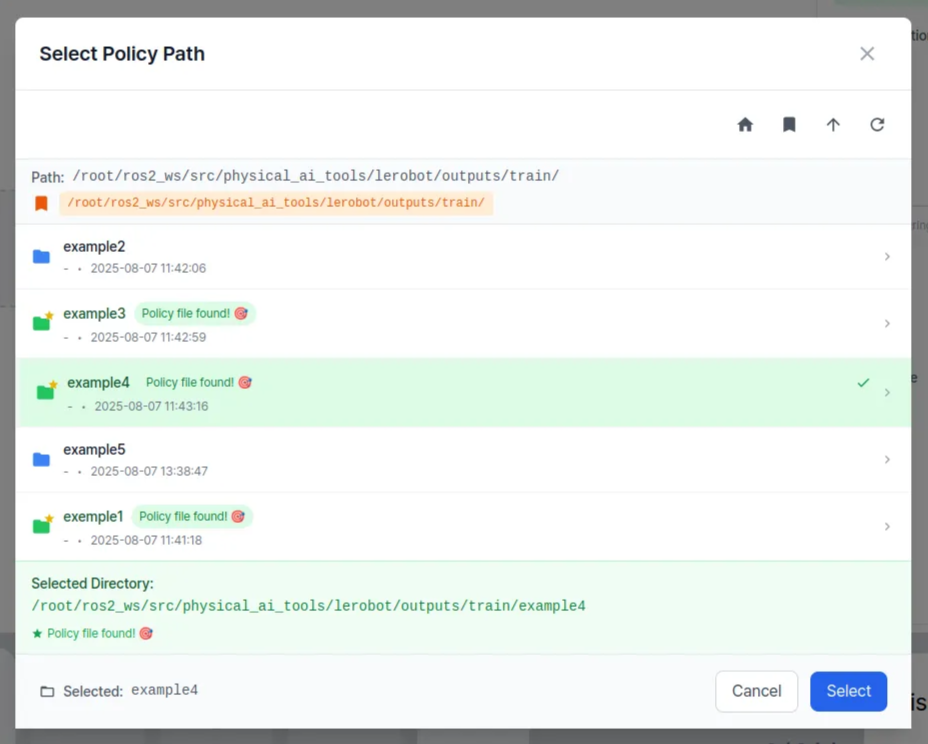 Select Policy Path
Path: /root/ros2_ws/src/physical_ai_tools/lerobot/outputs/train/
/root/ros2_ws/src/physical_ai_tools/lerobot/outputs/train/
example2
- • 2025-08-07 11:42:06
example3 Policy file found! 🎯
- • 2025-08-07 11:42:59
example4 Policy file found! 🎯
- • 2025-08-07 11:43:16
example5
- • 2025-08-07 13:38:47
exemple1 Policy file found! 🎯
- • 2025-08-07 11:41:18
Selected Directory:
/root/ros2_ws/src/physical_ai_tools/lerobot/outputs/train/example4
★ Policy file found! 🎯
Selected: example4
Cancel
Select